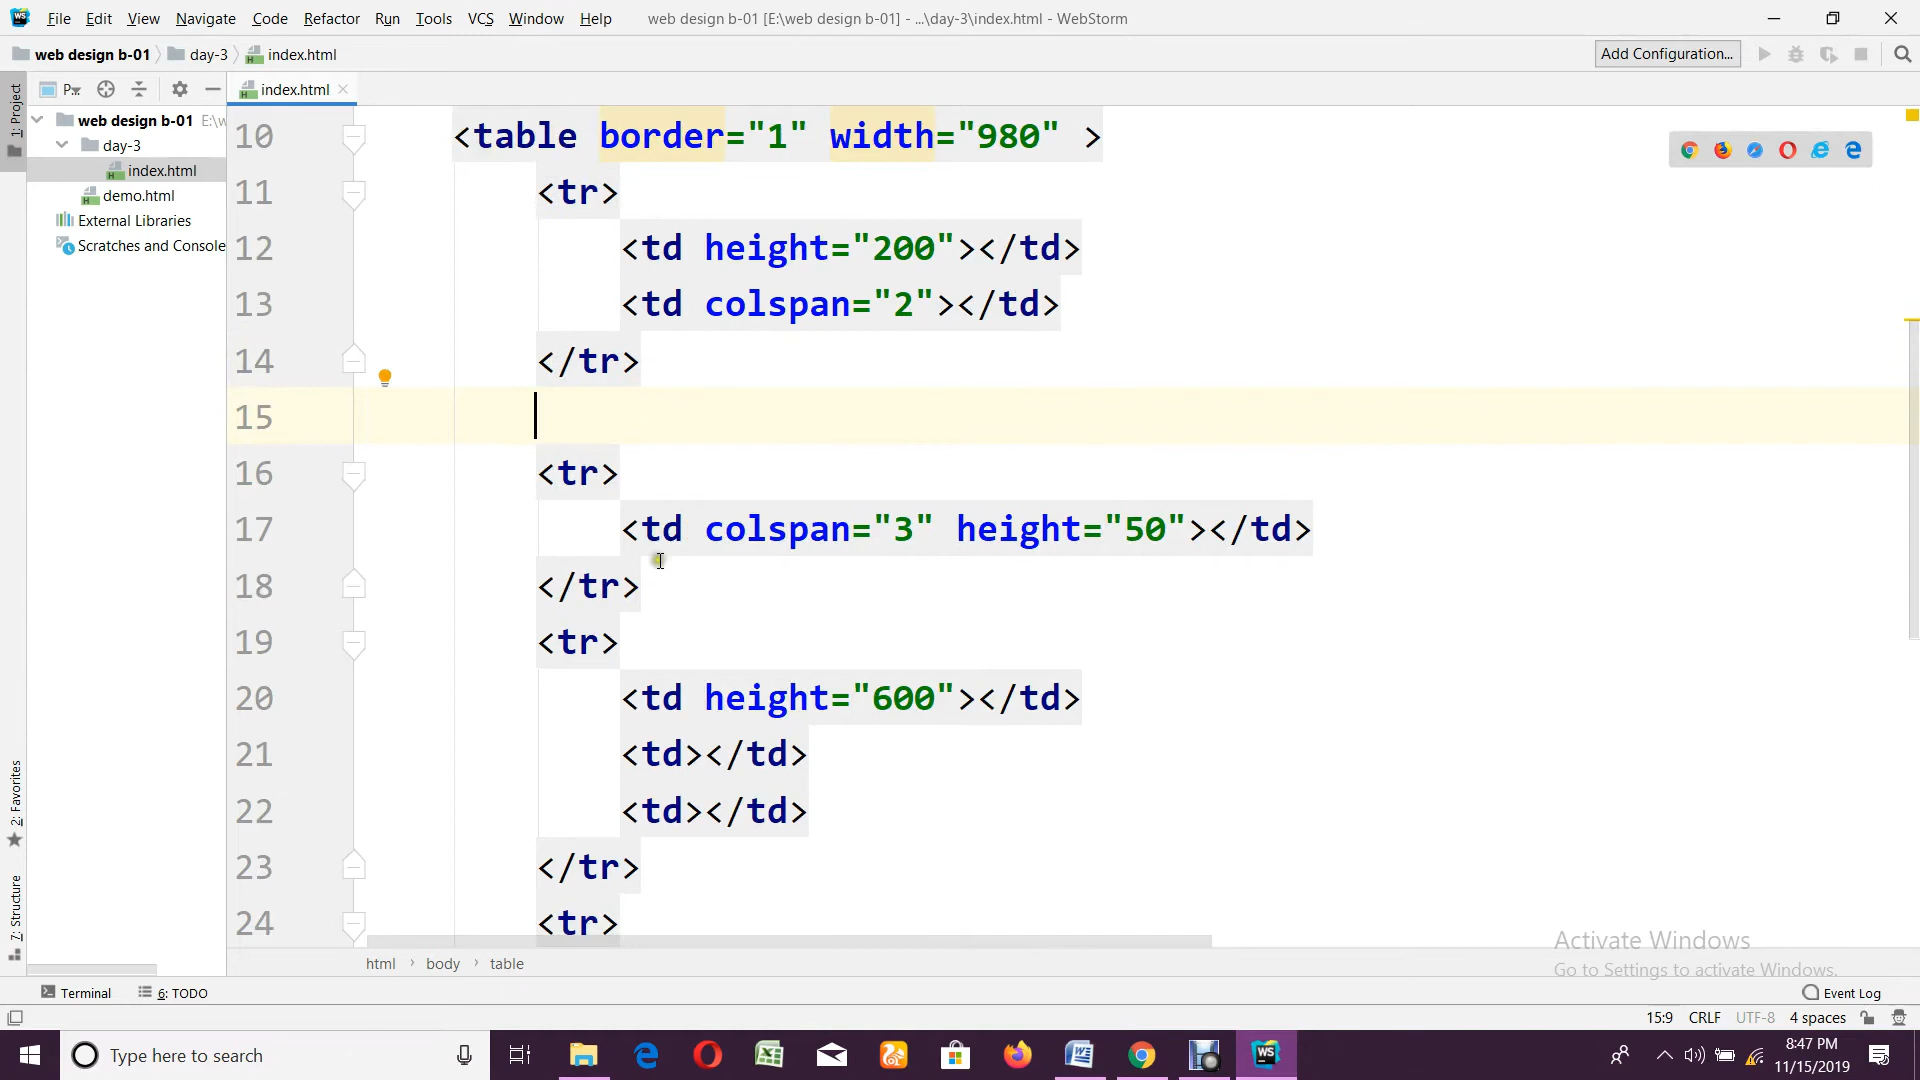 File Edit View Navigate Code Refactor Run Tools VCS Window Help web design b-01 [E:\web design b-01] - ...\day-3\index.html - WebStorm
web design b-01 day-3 index.html Add Configuration...
1: Project
index.html
web design b-01 E:\w
day-3
index.html
demo.html
External Libraries
Scratches and Console
10 <table border="1" width="980" >
11 <tr>
12 <td height="200"></td>
13 <td colspan="2"></td>
14 </tr>
15
16 <tr>
17 <td colspan="3" height="50"></td>
18 </tr>
19 <tr>
20 <td height="600"></td>
21 <td></td>
22 <td></td>
23 </tr>
24 <tr>
2: Favorites
7: Structure
Activate Windows
Go to Settings to activate Windows.
html body table
Terminal 6: TODO Event Log
15:9 CRLF UTF-8 4 spaces
Type here to search
8:47 PM
11/15/2019